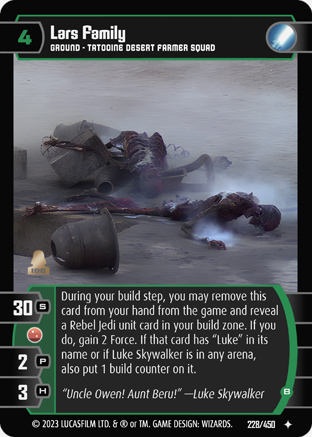 4
Lars Family
GROUND - TATOOINE DESERT FARMER SQUAD
30 S
2 P
3 H
During your build step, you may remove this
card from your hand from the game and reveal
a Rebel Jedi unit card in your build zone. If you
do, gain 2 Force. If that card has “Luke” in its
name or if Luke Skywalker is in any arena,
also put 1 build counter on it.
“Uncle Owen! Aunt Beru!” —Luke Skywalker
B
© 2023 LUCASFILM LTD. & ® or TM. GAME DESIGN: WIZARDS.
228/450